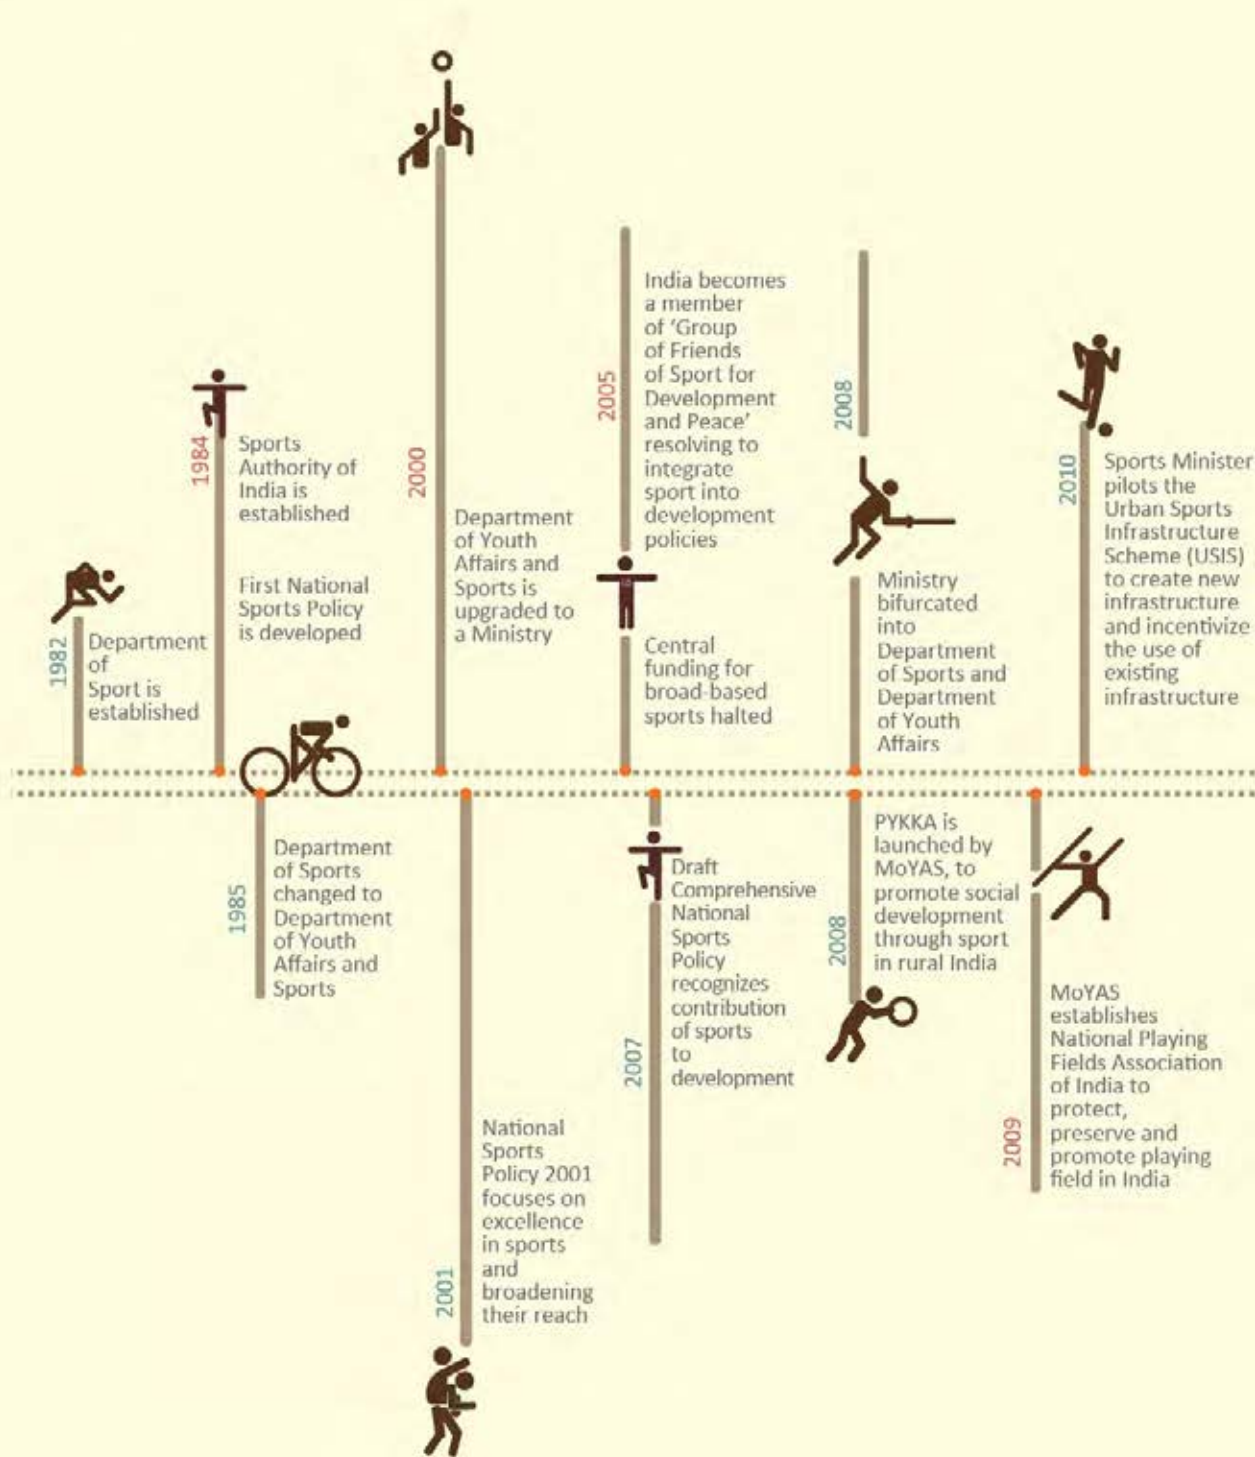 1982
Department
of
Sport is
established
1984
Sports
Authority of
India is
established
First National
Sports Policy
is developed
1985
Department
of Sports
changed to
Department
of Youth
Affairs and
Sports
2000
Department
of Youth
Affairs and
Sports is
upgraded to
a Ministry
2001
National
Sports
Policy 2001
focuses on
excellence
in sports
and
broadening
their reach
2005
India becomes
a member
of ‘Group
of Friends
of Sport for
Development
and Peace’
resolving to
integrate
sport into
development
policies
Central
funding for
broad-based
sports halted
2007
Draft
Comprehensive
National
Sports
Policy
recognizes
contribution
of sports
to
development
2008
Ministry
bifurcated
into
Department
of Sports and
Department
of Youth
Affairs
2008
PYKKA is
launched by
MoYAS, to
promote social
development
through sport
in rural India
2009
MoYAS
establishes
National Playing
Fields Association
of India to
protect,
preserve and
promote playing
field in India
2010
Sports Minister
pilots the
Urban Sports
Infrastructure
Scheme (USIS)
to create new
infrastructure
and incentivize
the use of
existing
infrastructure